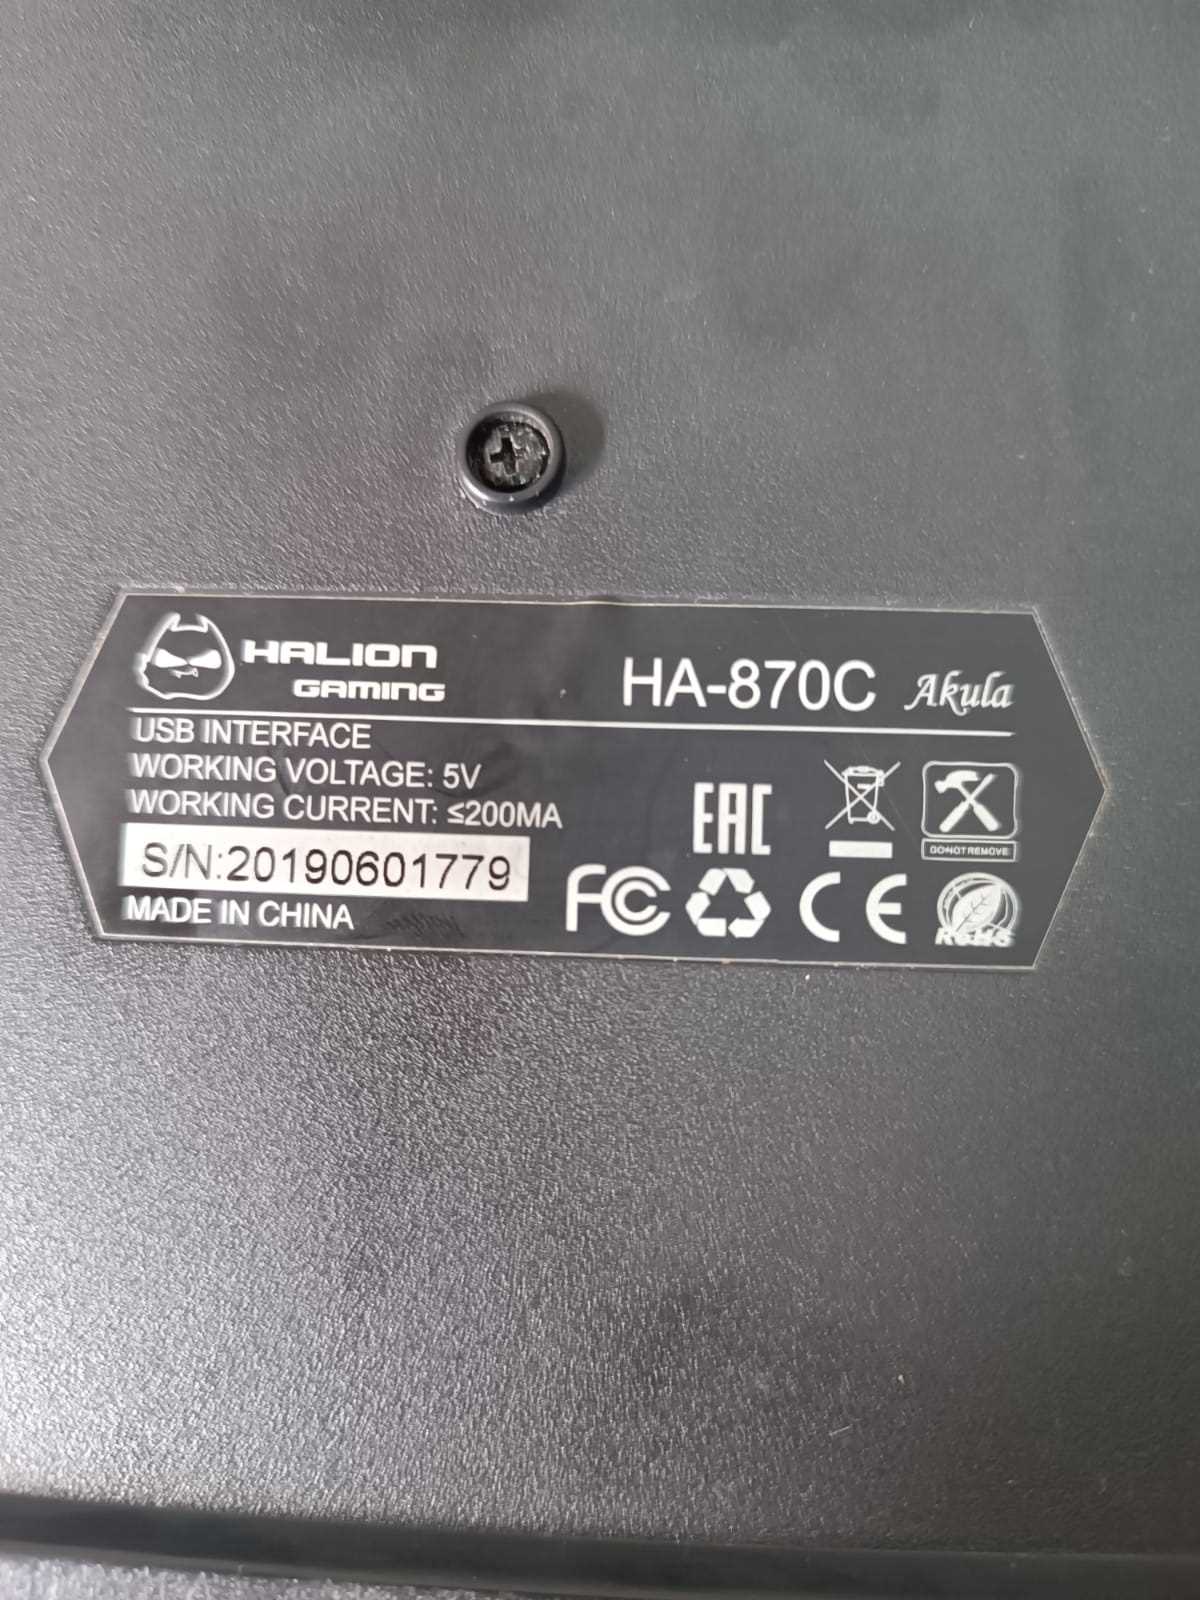 HALION
GAMING
HA-870C Akula
USB INTERFACE
WORKING VOLTAGE: 5V
WORKING CURRENT: ≤200MA
S/N:20190601779
MADE IN CHINA
EAC
DO NOT REMOVE
FC CE
RoHS